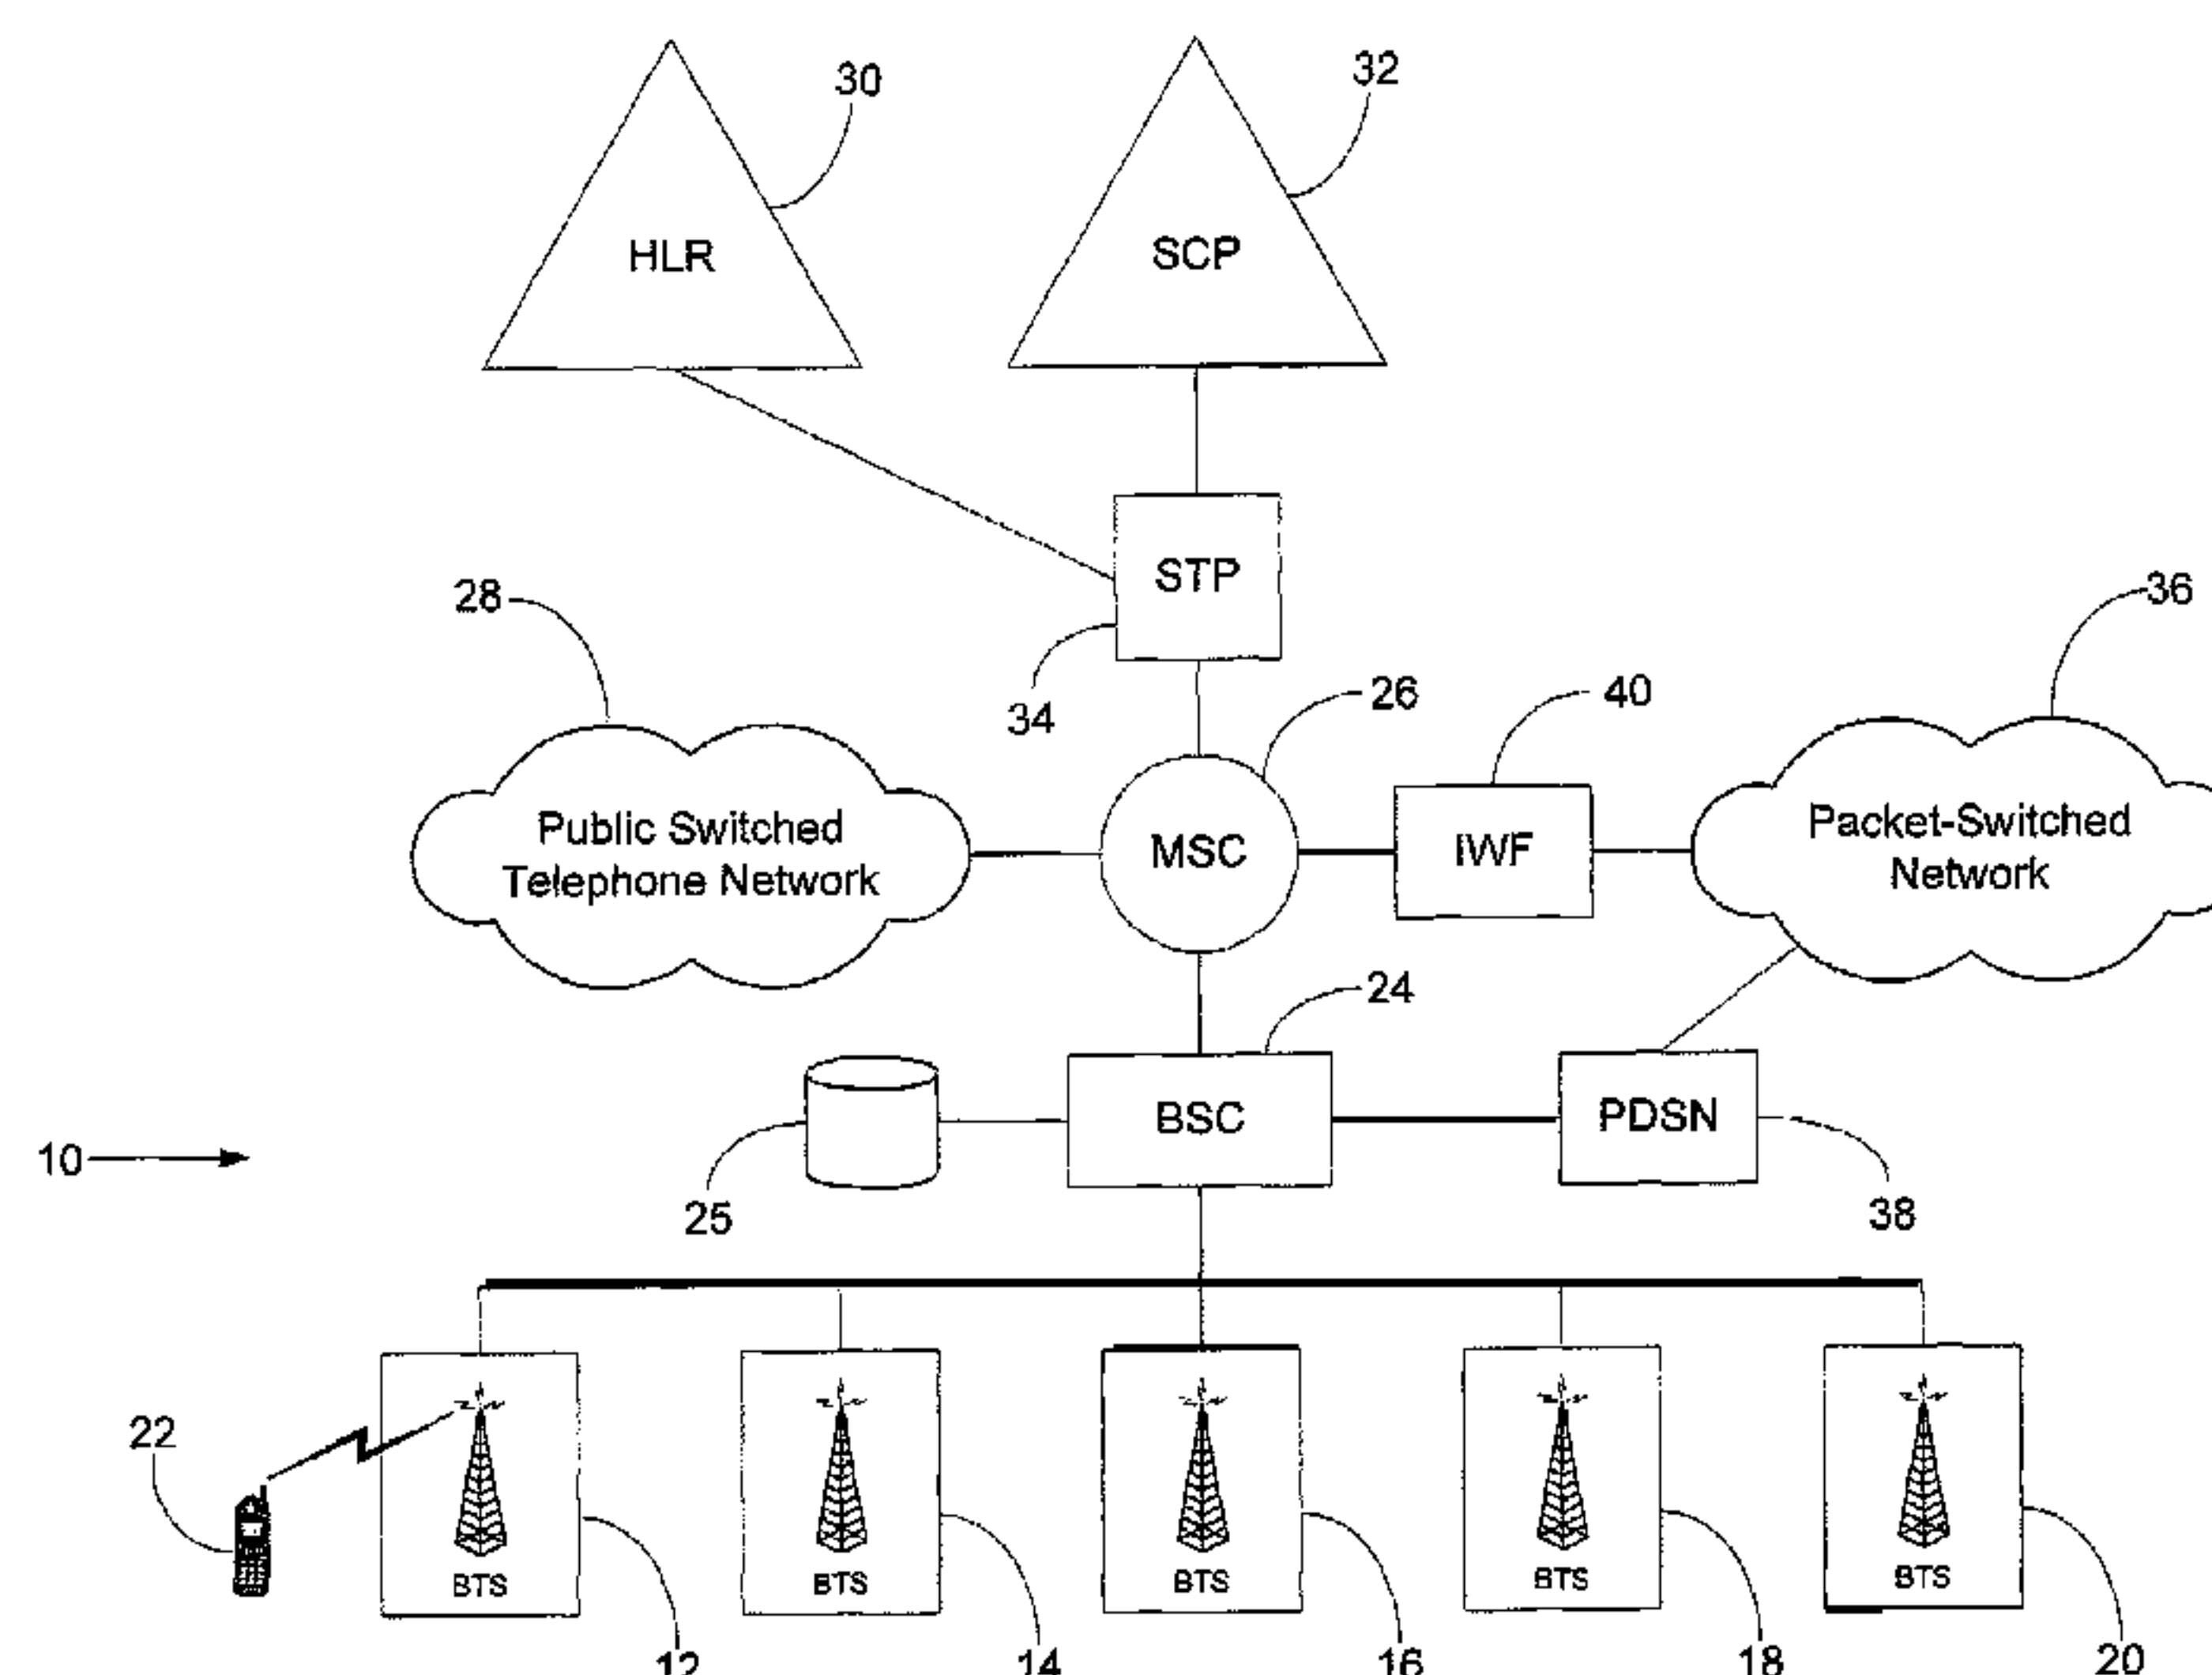 30
32
HLR
SCP
STP
28
36
34
26
40
Public Switched
Telephone Network
MSC
IWF
Packet-Switched
Network
24
BSC
PDSN
10
25
38
22
BTS
BTS
BTS
BTS
BTS
12
14
16
18
20